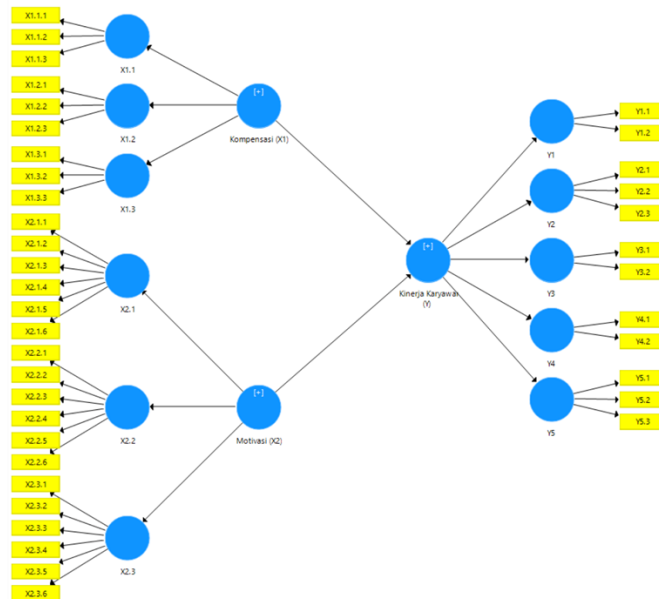 X1.1.1
X1.1.2
X1.1.3
X1.1
X1.2.1
X1.2.2
X1.2.3
X1.2
X1.3.1
X1.3.2
X1.3.3
X1.3
[+]
Kompensasi (X1)
X2.1.1
X2.1.2
X2.1.3
X2.1.4
X2.1.5
X2.1.6
X2.1
X2.2.1
X2.2.2
X2.2.3
X2.2.4
X2.2.5
X2.2.6
X2.2
[+]
Motivasi (X2)
X2.3.1
X2.3.2
X2.3.3
X2.3.4
X2.3.5
X2.3.6
X2.3
[+]
Kinerja Karyawan
(Y)
Y1
Y1.1
Y1.2
Y2
Y2.1
Y2.2
Y2.3
Y3
Y3.1
Y3.2
Y4
Y4.1
Y4.2
Y5
Y5.1
Y5.2
Y5.3